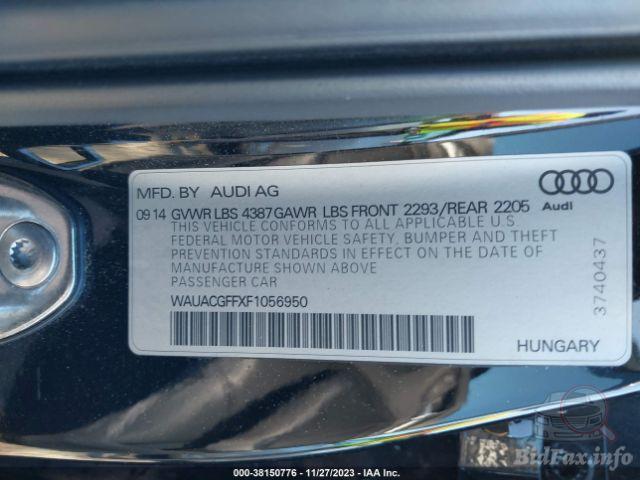 MFD. BY AUDI AG
Audi
09 14 GVWR LBS 4387 GAWR LBS FRONT 2293/REAR 2205
THIS VEHICLE CONFORMS TO ALL APPLICABLE U.S
FEDERAL MOTOR VEHICLE SAFETY, BUMPER AND THEFT
PREVENTION STANDARDS IN EFFECT ON THE DATE OF
MANUFACTURE SHOWN ABOVE
PASSENGER CAR
WAUACGFFXF1056950
3740437
HUNGARY
BidFax.info
000-38150776 - 11/27/2023 - IAA Inc.